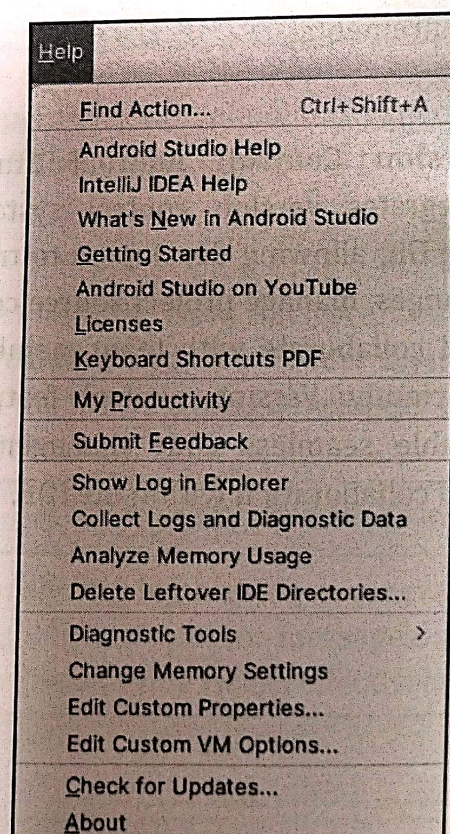 Help
Find Action... Ctrl+Shift+A
Android Studio Help
IntelliJ IDEA Help
What's New in Android Studio
Getting Started
Android Studio on YouTube
Licenses
Keyboard Shortcuts PDF
My Productivity
Submit Feedback
Show Log in Explorer
Collect Logs and Diagnostic Data
Analyze Memory Usage
Delete Leftover IDE Directories...
Diagnostic Tools >
Change Memory Settings
Edit Custom Properties...
Edit Custom VM Options...
Check for Updates...
About